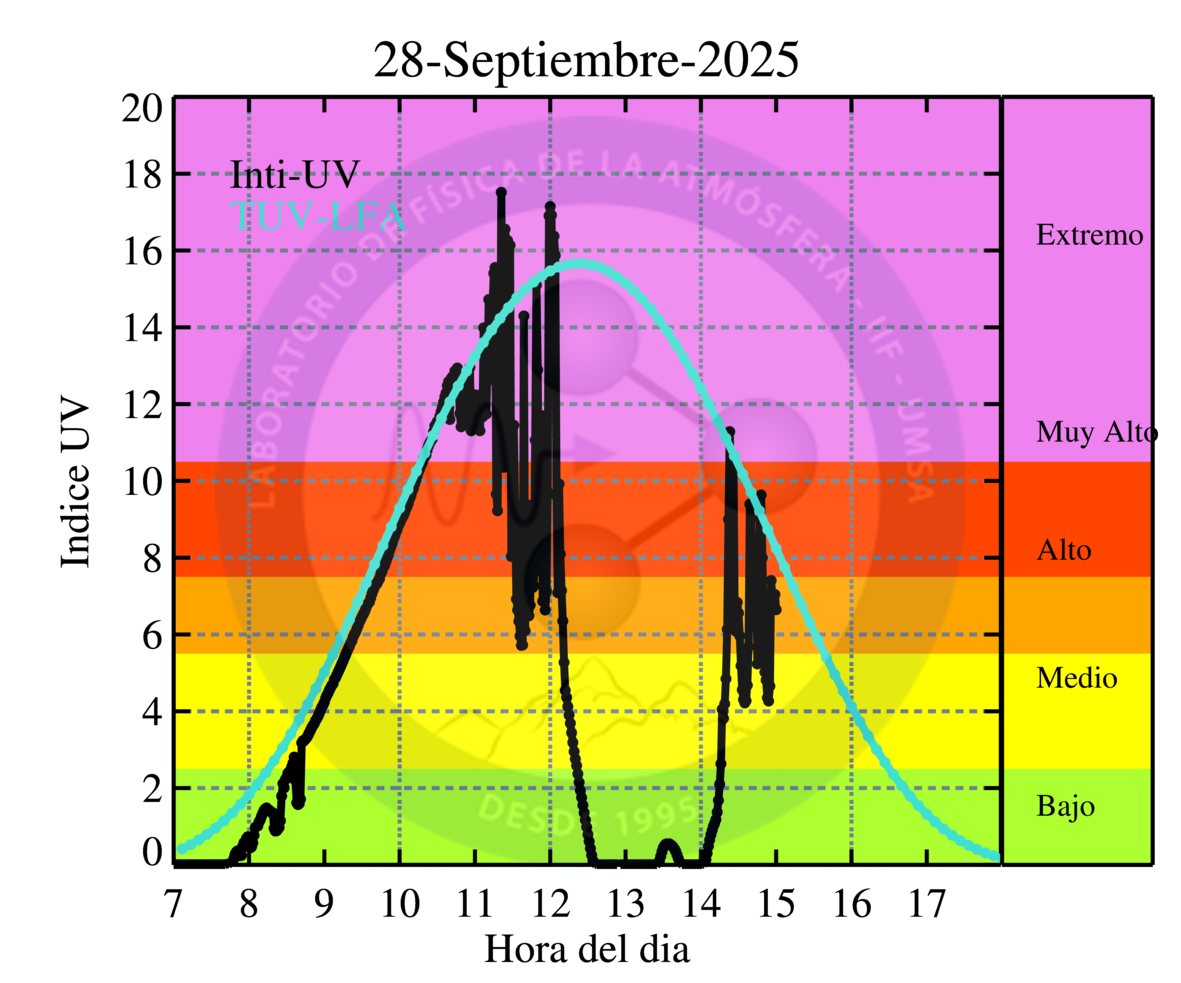 28-Septiembre-2025
Indice UV
20
18
16
14
12
10
8
6
4
2
0
Inti-UV
TUV-LFA
LABORATORIO DE FÍSICA DE LA ATMÓSFERA - IIF - UMSA
DESDE 1995
Extremo
Muy Alto
Alto
Medio
Bajo
7 8 9 10 11 12 13 14 15 16 17
Hora del dia